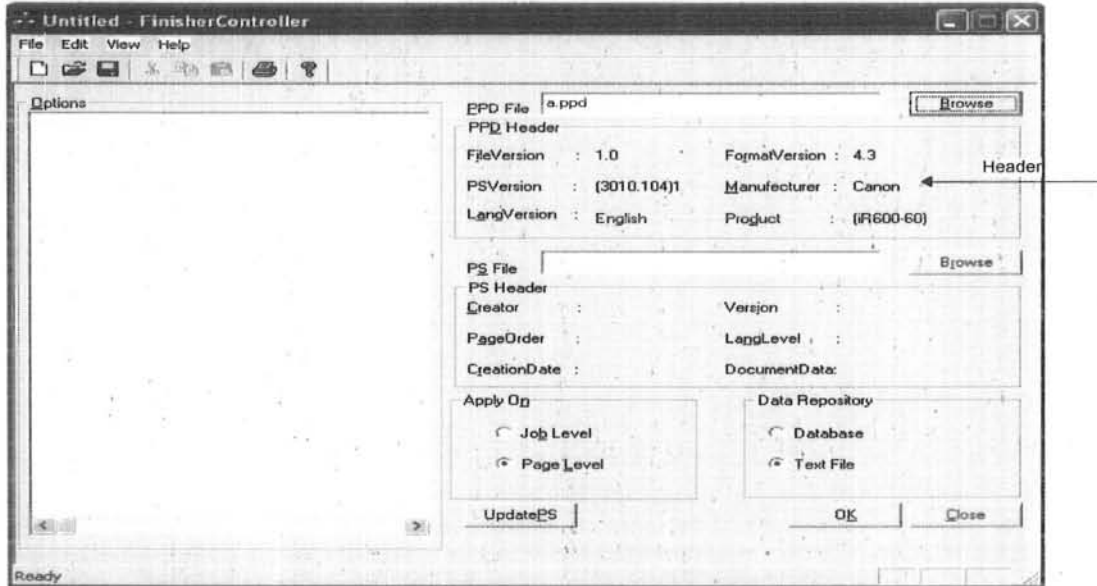 Untitled - FinisherController
File Edit View Help
Options
PPD File a.ppd Browse
PPD Header
FileVersion : 1.0 FormatVersion : 4.3
Header
PSVersion : (3010.104)1 Manufacturer : Canon
LangVersion : English Product : (iR600-60)
PS File Browse
PS Header
Creator : Version :
PageOrder : LangLevel :
CreationDate : DocumentData:
Apply On Data Repository
Job Level Database
Page Level Text File
UpdatePS OK Close
Ready